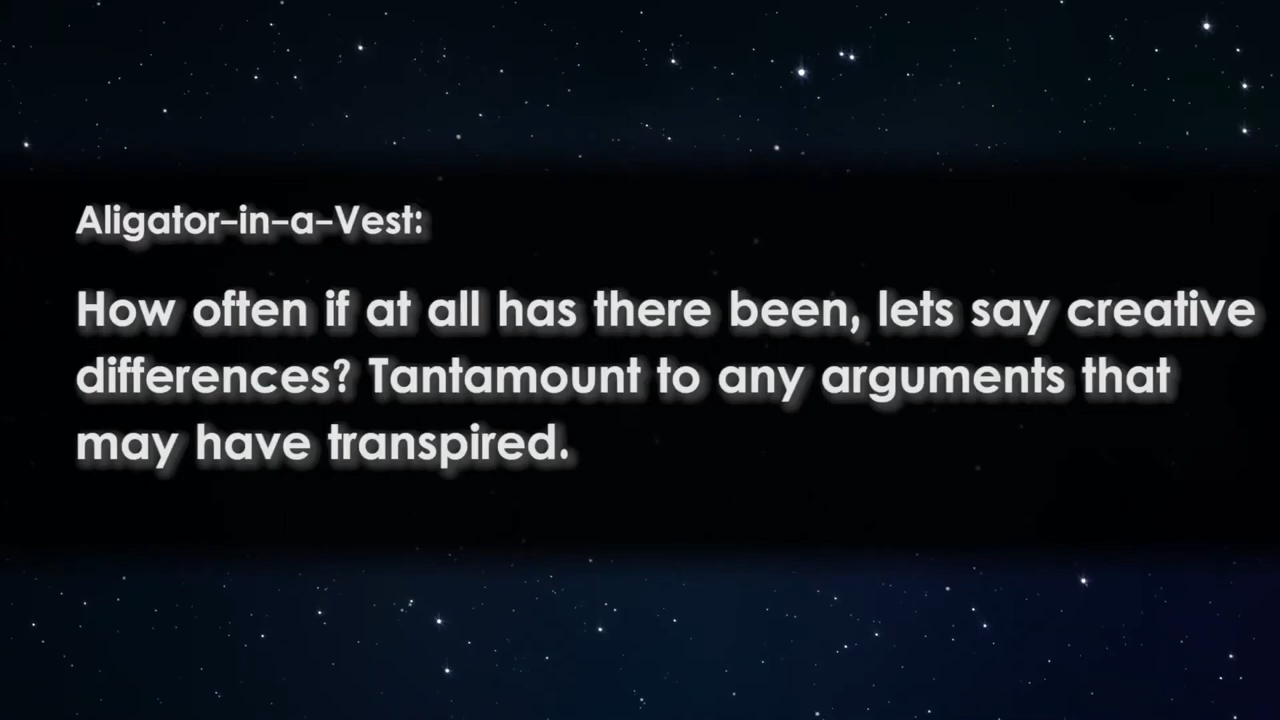 Aligator-in-a-Vest:
How often if at all has there been, lets say creative
differences? Tantamount to any arguments that
may have transpired.